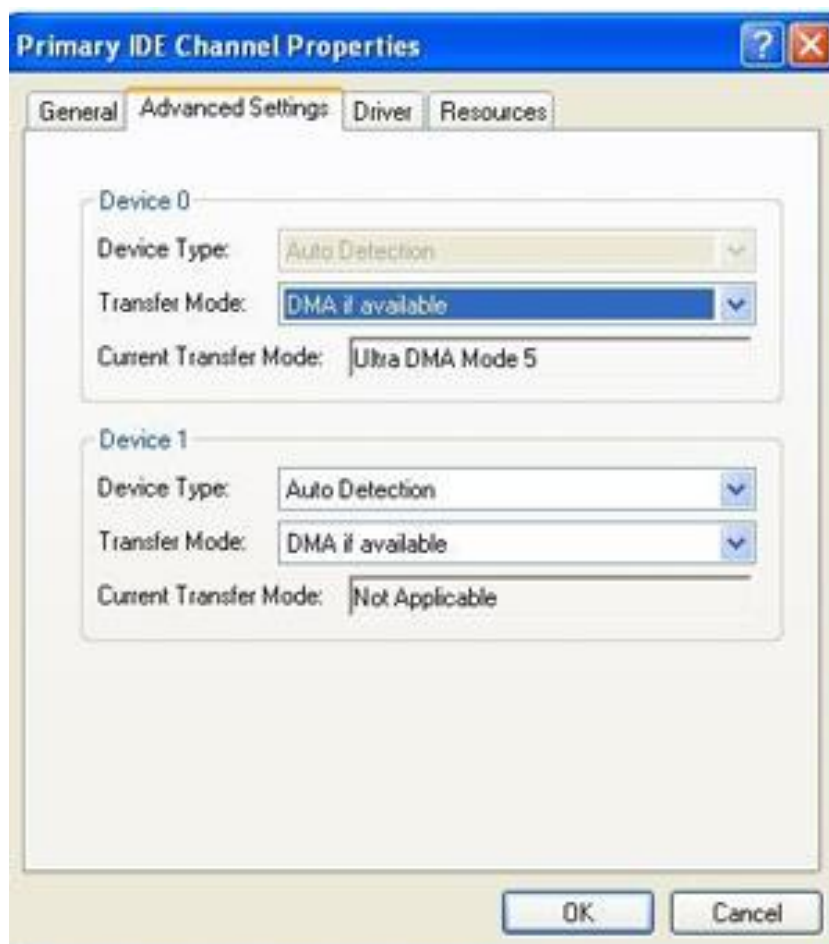 Primary IDE Channel Properties
General Advanced Settings Driver Resources
Device 0
Device Type: Auto Detection
Transfer Mode: DMA if available
Current Transfer Mode: Ultra DMA Mode 5
Device 1
Device Type: Auto Detection
Transfer Mode: DMA if available
Current Transfer Mode: Not Applicable
OK Cancel